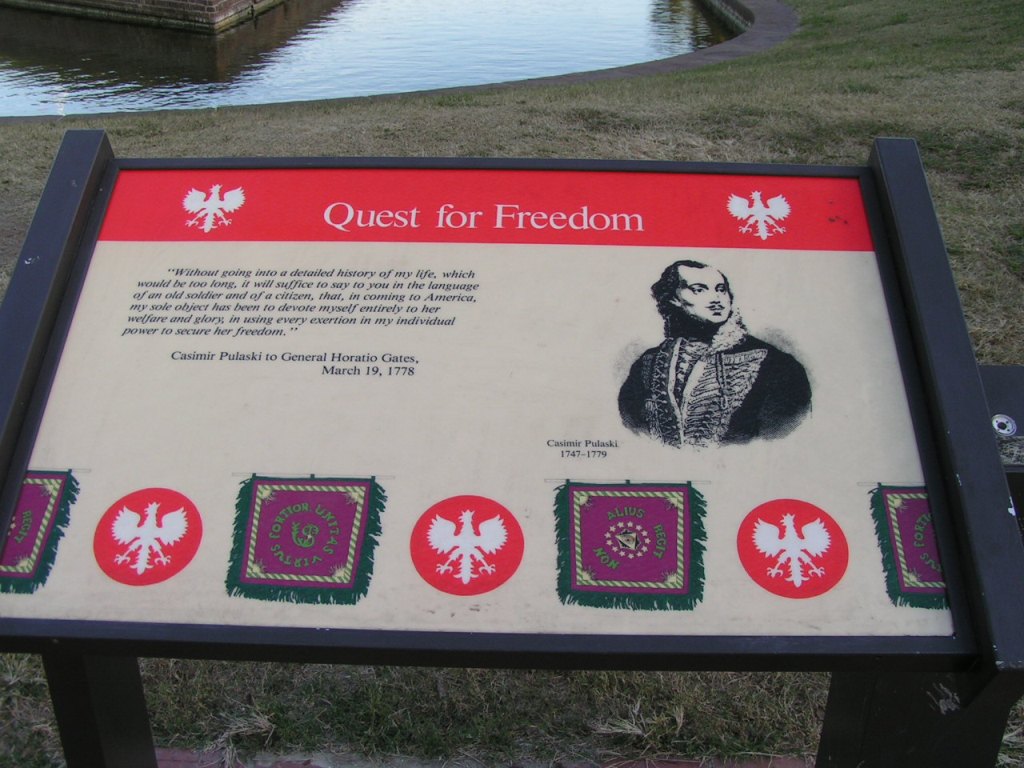 Quest for Freedom
"Without going into a detailed history of my life, which
would be too long, it will suffice to say to you in the language
of an old soldier and of a citizen, that, in coming to America,
my sole object has been to devote myself entirely to her
welfare and glory, in using every exertion in my individual
power to secure her freedom."
Casimir Pulaski to General Horatio Gates,
March 19, 1778
Casimir Pulaski
1747–1779
UNITAS VIRTUS FORTIOR
US
NON ALIUS REGIT